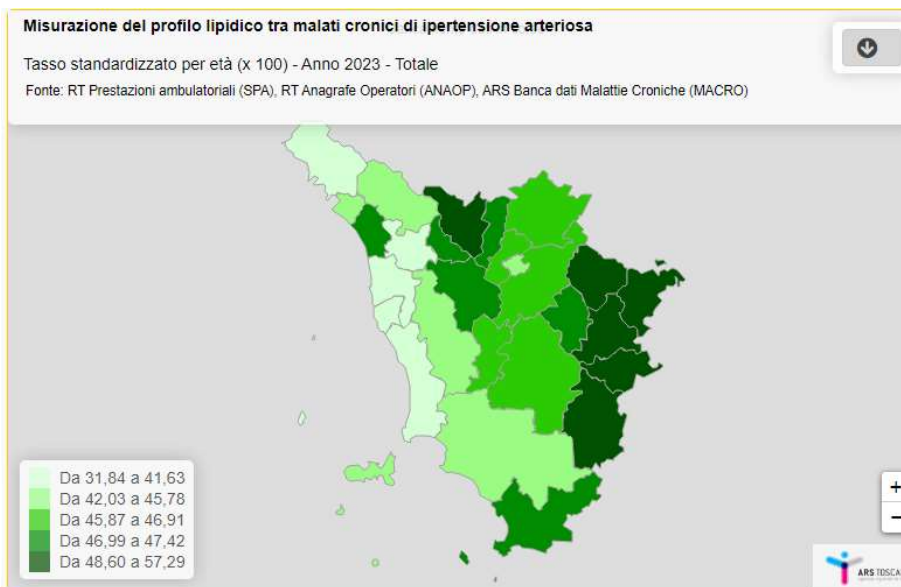 Misurazione del profilo lipidico tra malati cronici di ipertensione arteriosa
Tasso standardizzato per età (x 100) - Anno 2023 - Totale
Fonte: RT Prestazioni ambulatoriali (SPA), RT Anagrafe Operatori (ANAOP), ARS Banca dati Malattie Croniche (MACRO)
Da 31,84 a 41,63
Da 42,03 a 45,78
Da 45,87 a 46,91
Da 46,99 a 47,42
Da 48,60 a 57,29
+
−
ARS TOSCA